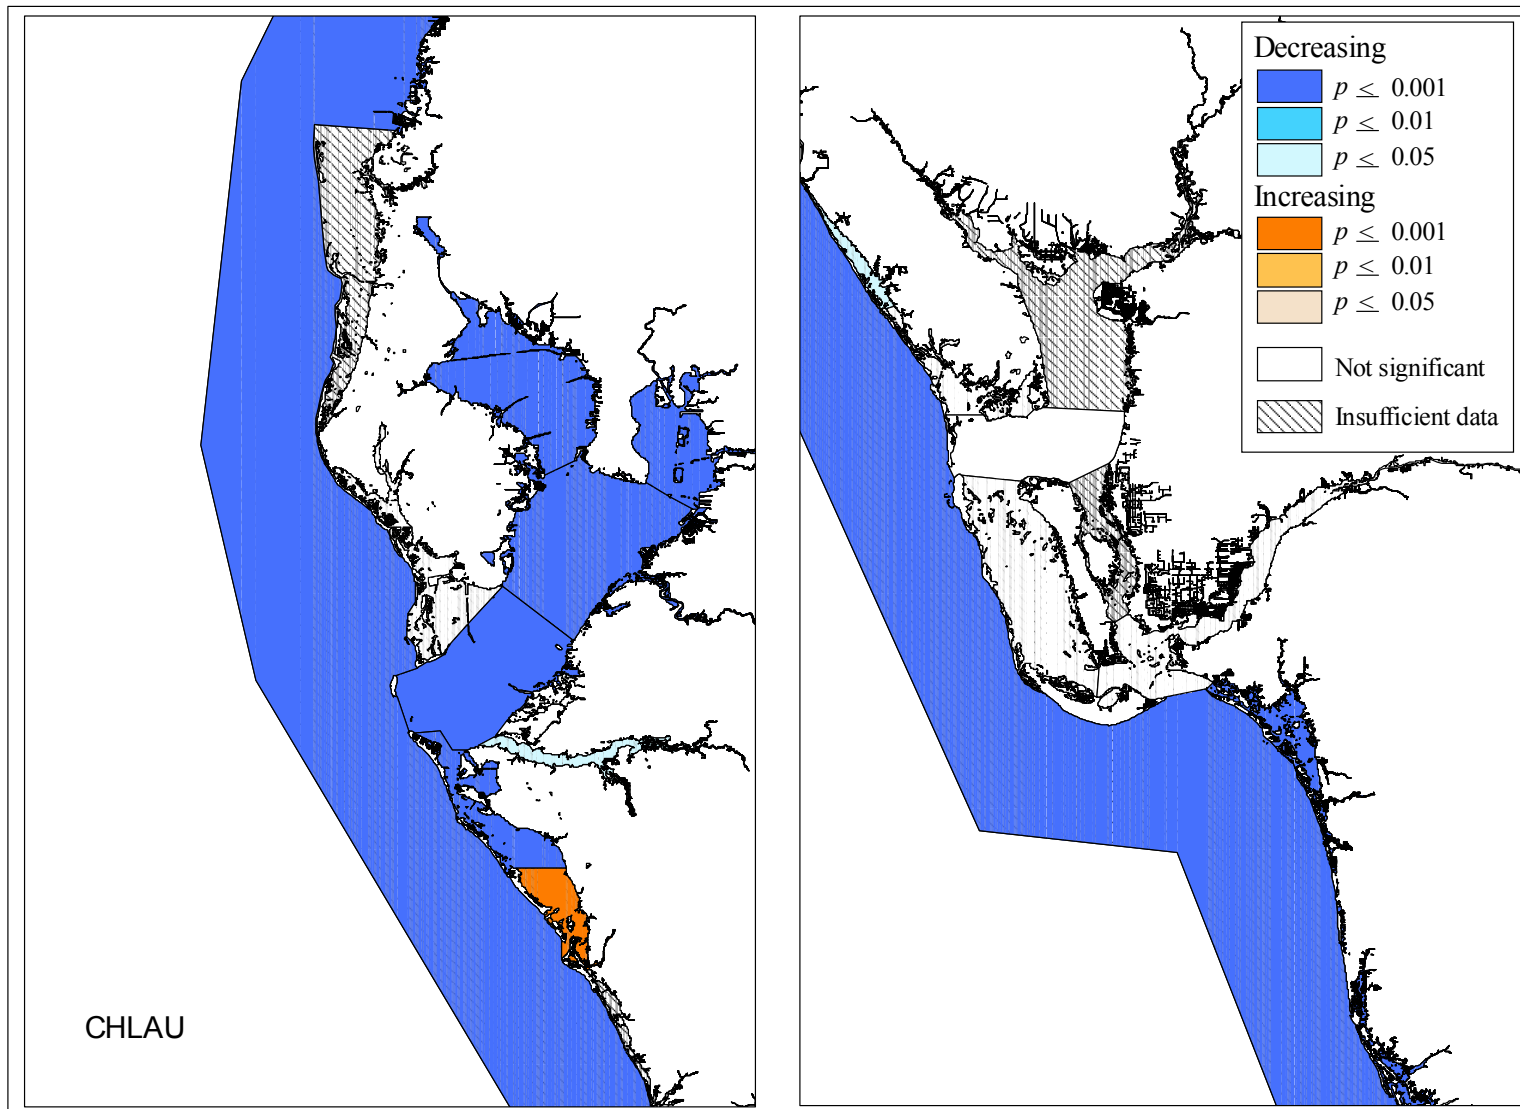 Decreasing
p ≤ 0.001
p ≤ 0.01
p ≤ 0.05
Increasing
p ≤ 0.001
p ≤ 0.01
p ≤ 0.05
Not significant
Insufficient data
CHLAU